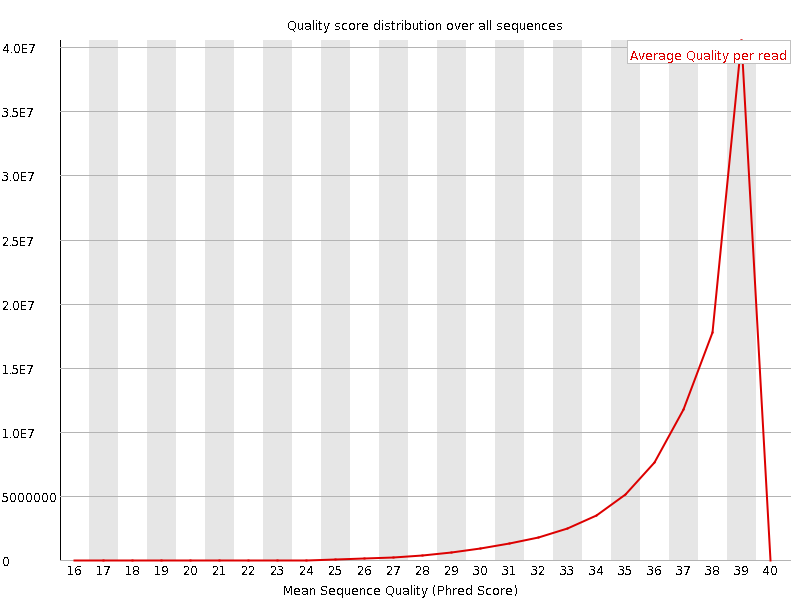 Quality score distribution over all sequences
Average Quality per read
4.0E7
3.5E7
3.0E7
2.5E7
2.0E7
1.5E7
1.0E7
5000000
0
16 17 18 19 20 21 22 23 24 25 26 27 28 29 30 31 32 33 34 35 36 37 38 39 40
Mean Sequence Quality (Phred Score)